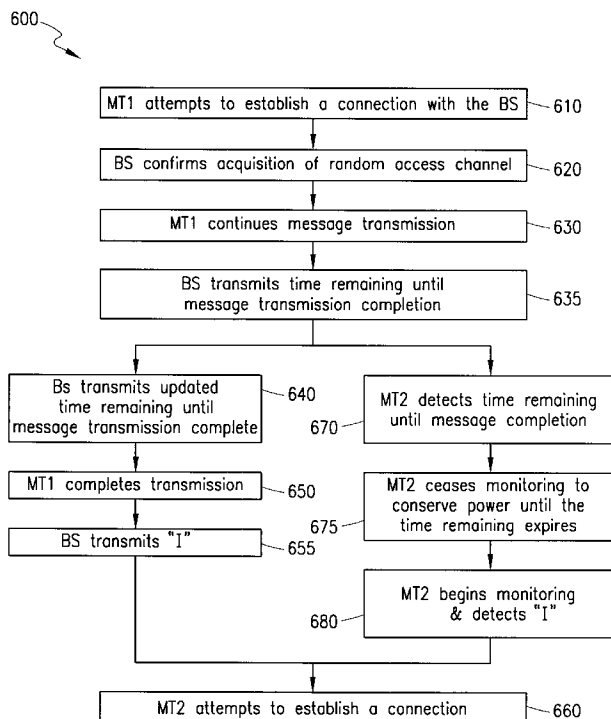 600
MT1 attempts to establish a connection with the BS
610
BS confirms acquisition of random access channel
620
MT1 continues message transmission
630
BS transmits time remaining until
message transmission completion
635
Bs transmits updated
time remaining until
message transmission complete
640
MT1 completes transmission
650
BS transmits "I"
655
MT2 detects time remaining
until message completion
670
MT2 ceases monitoring to
conserve power until the
time remaining expires
675
MT2 begins monitoring
& detects "I"
680
MT2 attempts to establish a connection
660